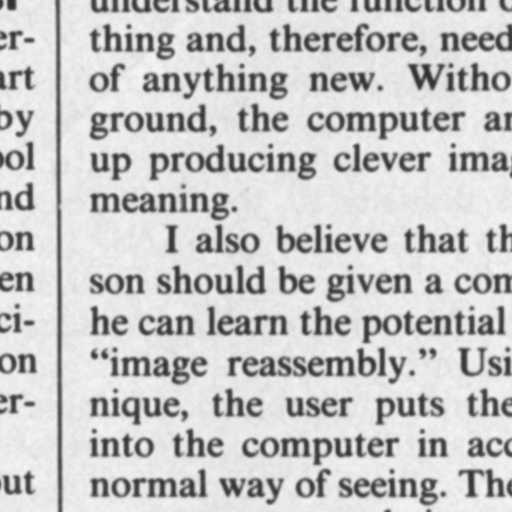 er-
art
by
ool
nd
on
en
ci-
on
er-
out
understand the function o
thing and, therefore, need
of anything new. Witho
ground, the computer ar
up producing clever imag
meaning.
I also believe that th
son should be given a com
he can learn the potential
“image reassembly.” Usi
nique, the user puts the
into the computer in acc
normal way of seeing. The